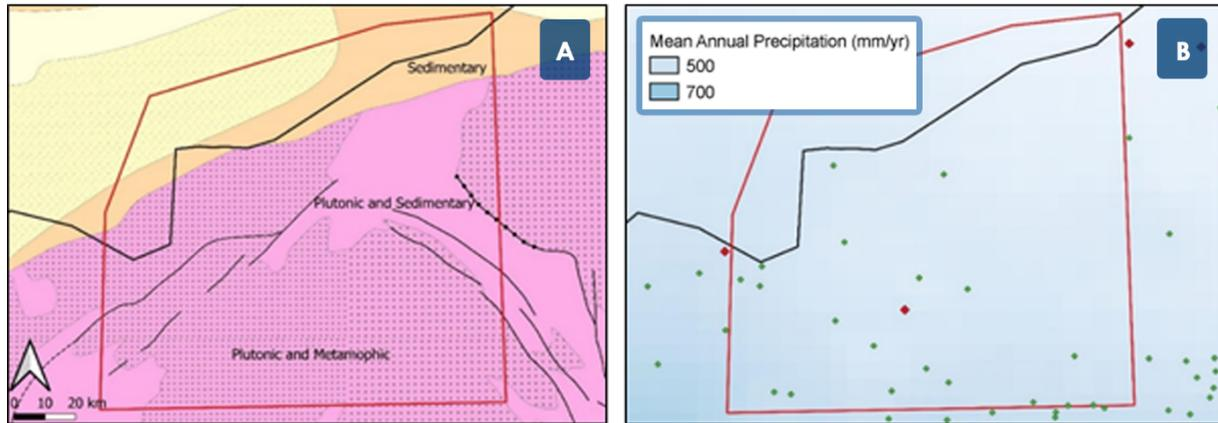 A
Sedimentary
Plutonic and Sedimentary
Plutonic and Metamophic
0 10 20 km
B
Mean Annual Precipitation (mm/yr)
500
700